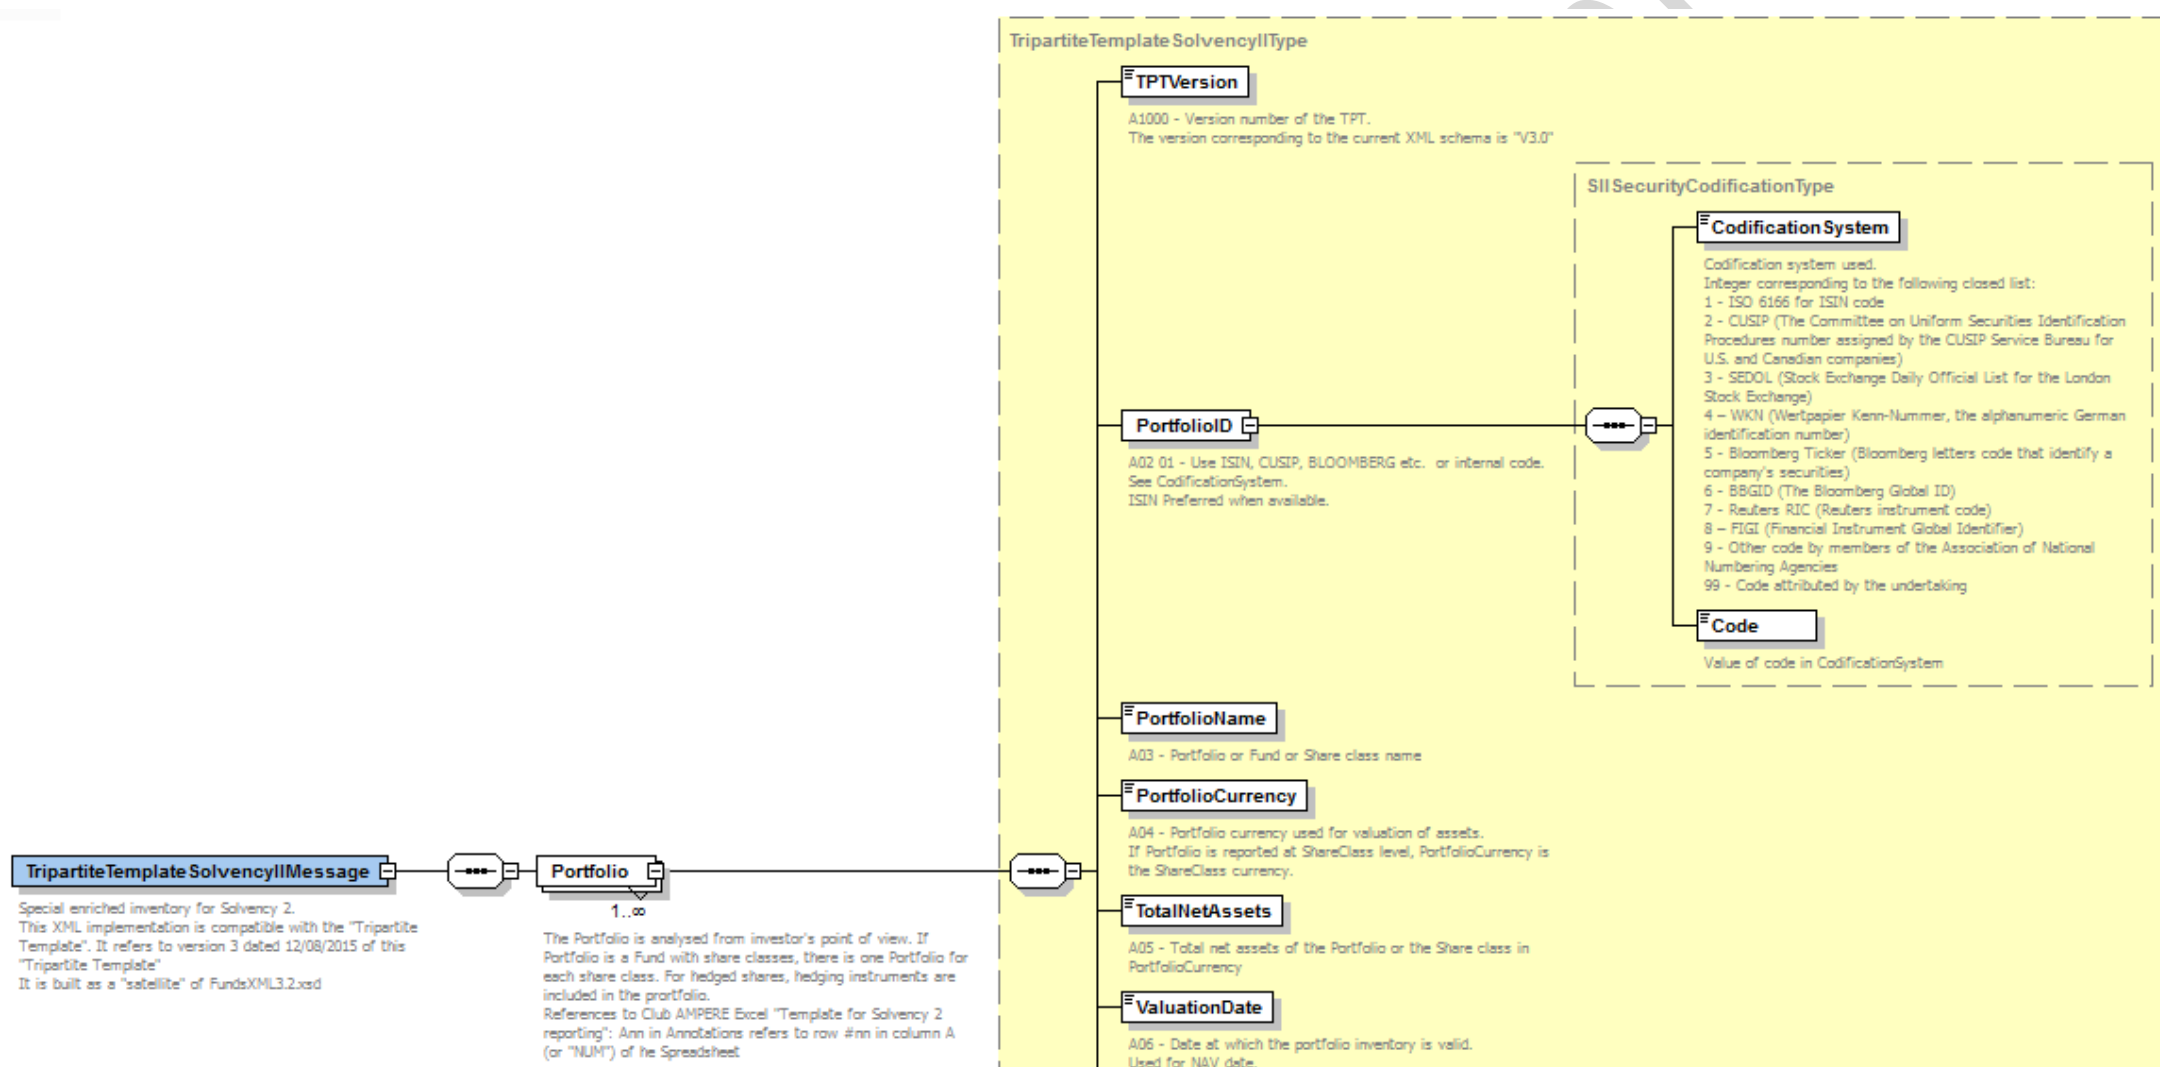 TripartiteTemplateSolvencyIIType
TPTVersion
A1000 - Version number of the TPT.
The version corresponding to the current XML schema is "V3.0"
SIISecurityCodificationType
CodificationSystem
Codification system used.
Integer corresponding to the following closed list:
1 - ISO 6166 for ISIN code
2 - CUSIP (The Committee on Uniform Securities Identification
Procedures number assigned by the CUSIP Service Bureau for
U.S. and Canadian companies)
3 - SEDOL (Stock Exchange Daily Official List for the London
Stock Exchange)
4 – WKN (Wertpapier Kenn-Nummer, the alphanumeric German
identification number)
5 - Bloomberg Ticker (Bloomberg letters code that identify a
company's securities)
6 - BBGID (The Bloomberg Global ID)
7 - Reuters RIC (Reuters instrument code)
8 – FIGI (Financial Instrument Global Identifier)
9 - Other code by members of the Association of National
Numbering Agencies
99 - Code attributed by the undertaking
PortfolioID
A02 01 - Use ISIN, CUSIP, BLOOMBERG etc. or internal code.
See CodificationSystem.
ISIN Preferred when available.
Code
Value of code in CodificationSystem
PortfolioName
A03 - Portfolio or Fund or Share class name
PortfolioCurrency
A04 - Portfolio currency used for valuation of assets.
If Portfolio is reported at ShareClass level, PortfolioCurrency is
the ShareClass currency.
TripartiteTemplateSolvencyIIMessage
Special enriched inventory for Solvency 2.
This XML implementation is compatible with the "Tripartite
Template". It refers to version 3 dated 12/08/2015 of this
"Tripartite Template"
It is built as a "satellite" of FundsXML3.2.xsd
Portfolio
1..∞
The Portfolio is analysed from investor's point of view. If
Portfolio is a Fund with share classes, there is one Portfolio for
each share class. For hedged shares, hedging instruments are
included in the prortfolio.
References to Club AMPERE Excel "Template for Solvency 2
reporting": Ann in Annotations refers to row #nn in column A
(or "NUM") of he Spreadsheet
TotalNetAssets
A05 - Total net assets of the Portfolio or the Share class in
PortfolioCurrency
ValuationDate
A06 - Date at which the portfolio inventory is valid.
Used for NAV date.